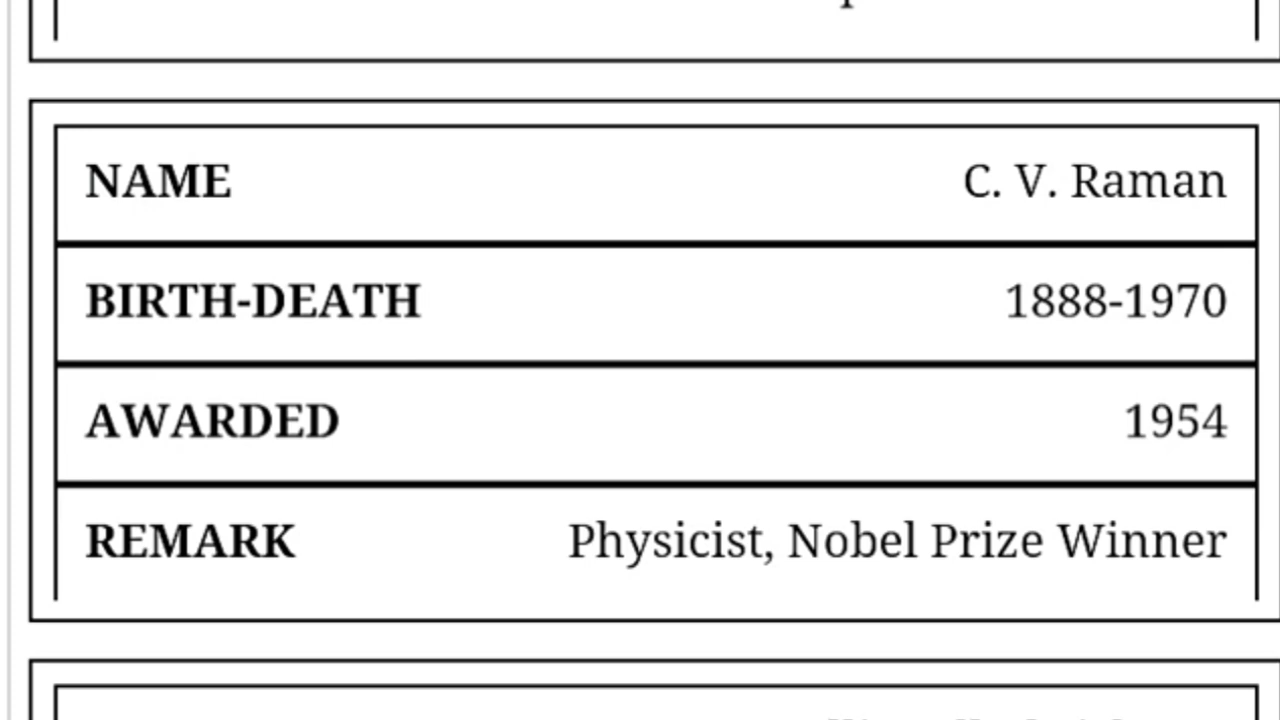 NAME C. V. Raman
BIRTH-DEATH 1888-1970
AWARDED 1954
REMARK Physicist, Nobel Prize Winner